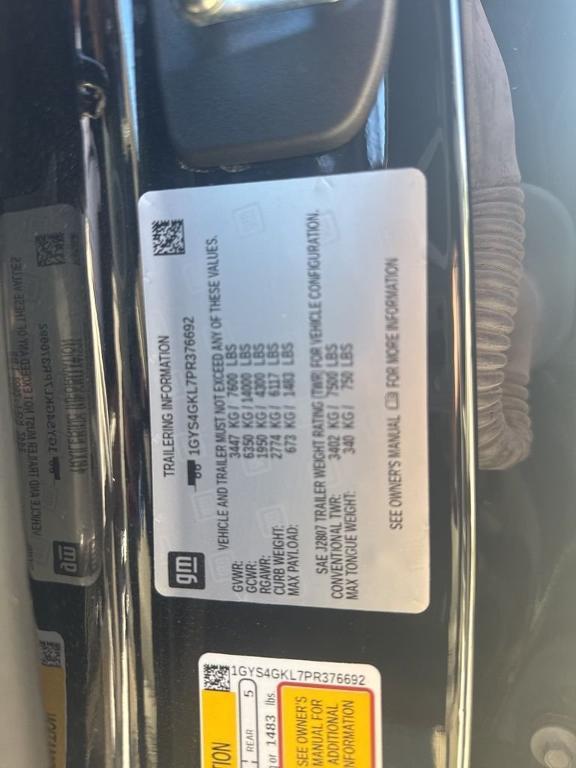 gm
TRAILERING INFORMATION
1GYS4GKL7PR376692
VEHICLE AND TRAILER MUST NOT EXCEED ANY OF THESE VALUES.
GVWR: 3447 KG / 7600 LBS
GCWR: 6350 KG / 14000 LBS
RGAWR: 1950 KG / 4300 LBS
CURB WEIGHT: 2774 KG / 6117 LBS
MAX PAYLOAD: 673 KG / 1483 LBS
SAE J2807 TRAILER WEIGHT RATING (TWR) FOR VEHICLE CONFIGURATION.
CONVENTIONAL TWR: 3402 KG / 7500 LBS
MAX TONGUE WEIGHT: 340 KG / 750 LBS
SEE OWNER'S MANUAL FOR MORE INFORMATION
1GYS4GKL7PR376692
TION
REAR 5
or 1483 lbs
SEE OWNER'S
MANUAL FOR
ADDITIONAL
INFORMATION